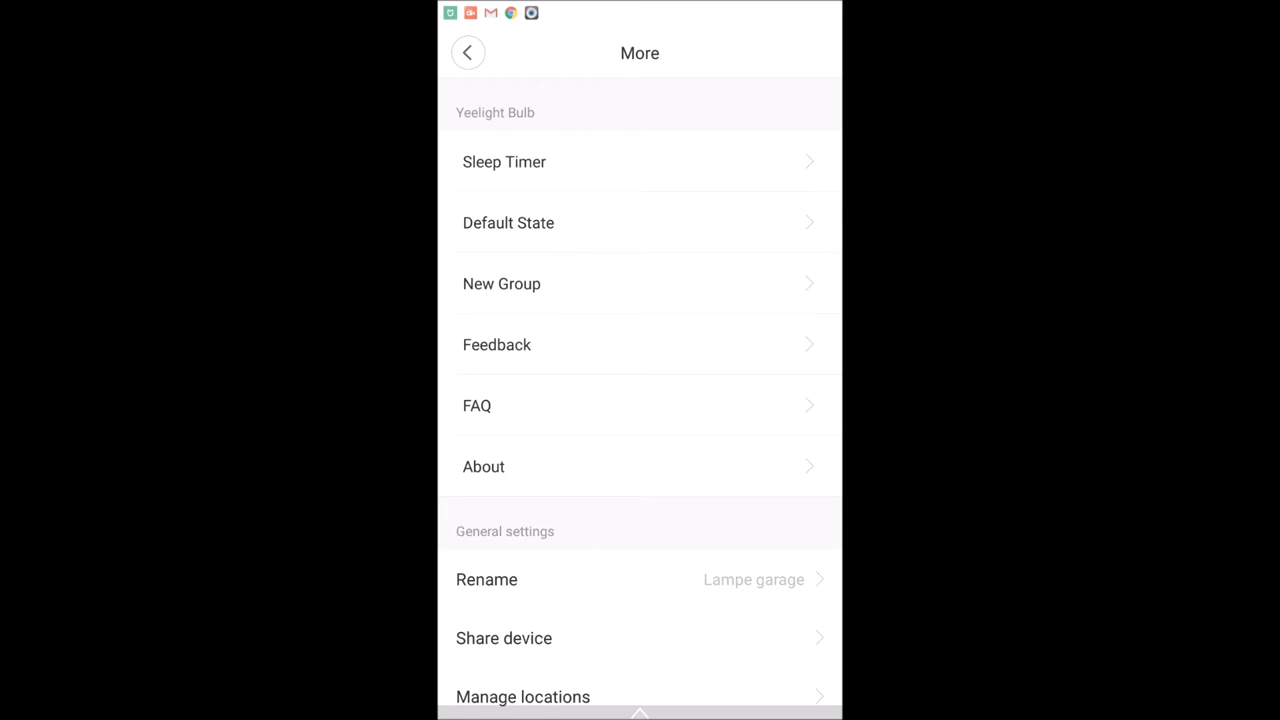 More
Yeelight Bulb
Sleep Timer
Default State
New Group
Feedback
FAQ
About
General settings
Rename Lampe garage
Share device
Manage locations